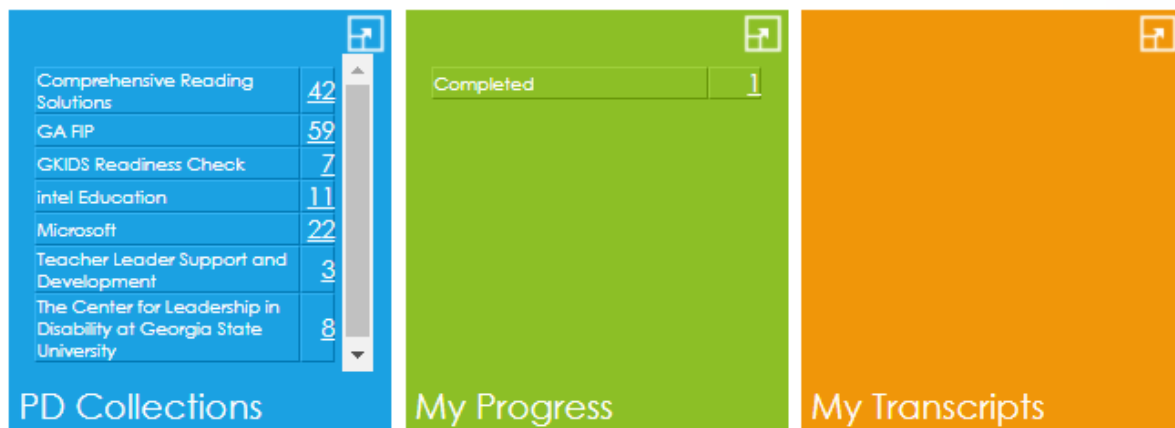 Comprehensive Reading
Solutions
42
GA FIP
59
GKIDS Readiness Check
7
intel Education
11
Microsoft
22
Teacher Leader Support and
Development
3
The Center for Leadership in
Disability at Georgia State
University
8
PD Collections
Completed
1
My Progress
My Transcripts